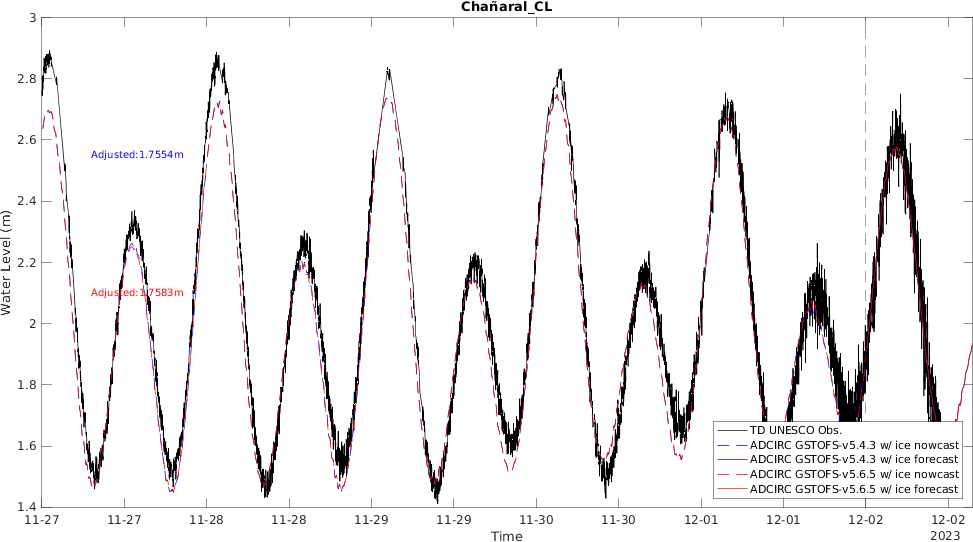 Chañaral_CL
3
2.8
2.6
2.4
2.2
2
1.8
1.6
1.4
Water Level (m)
Adjusted:1.7554m
Adjusted:1.7583m
TD UNESCO Obs.
ADCIRC GSTOFS-v5.4.3 w/ ice nowcast
ADCIRC GSTOFS-v5.4.3 w/ ice forecast
ADCIRC GSTOFS-v5.6.5 w/ ice nowcast
ADCIRC GSTOFS-v5.6.5 w/ ice forecast
11-27 11-27 11-28 11-28 11-29 11-29 11-30 11-30 12-01 12-01 12-02 12-02
2023
Time